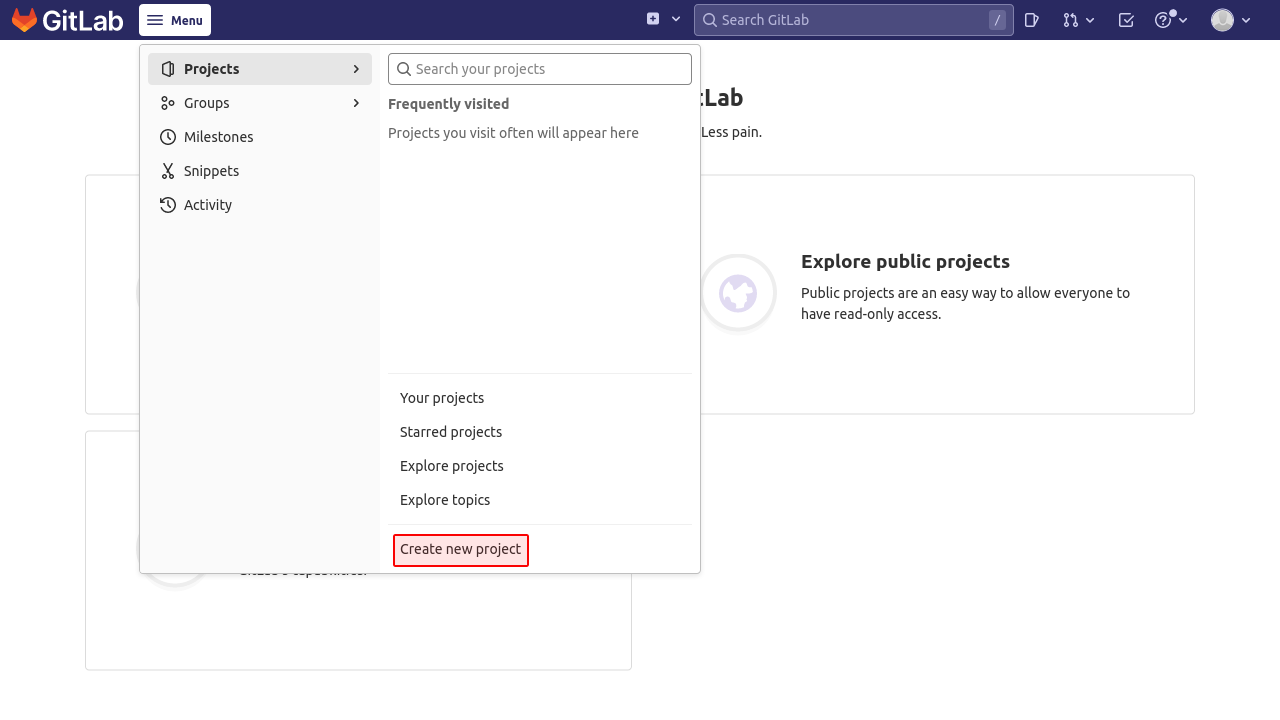 GitLab
Menu
Search GitLab
/
Projects
Groups
Milestones
Snippets
Activity
Search your projects
Frequently visited
Projects you visit often will appear here
Your projects
Starred projects
Explore projects
Explore topics
Create new project
tLab
Less pain.
Explore public projects
Public projects are an easy way to allow everyone to
have read-only access.